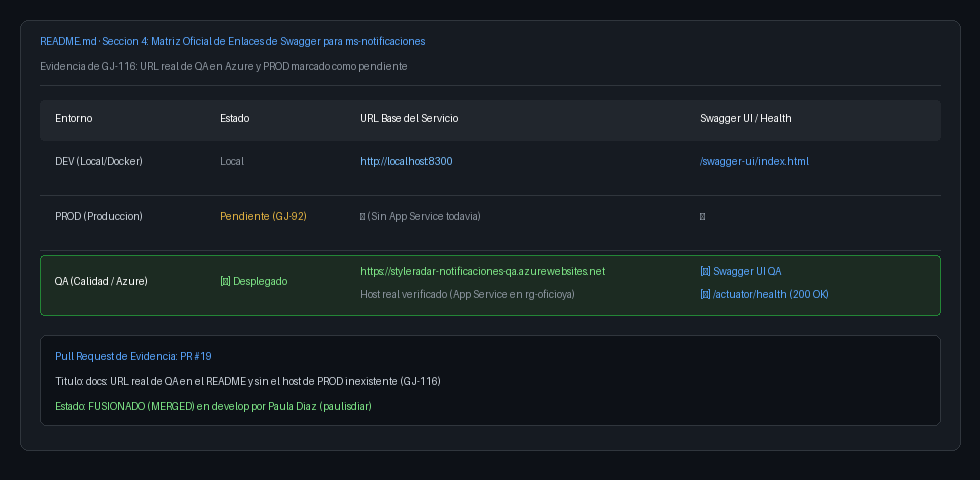 README.md · Seccion 4: Matriz Oficial de Enlaces de Swagger para ms-notificaciones
Evidencia de GJ-116: URL real de QA en Azure y PROD marcado como pendiente
Entorno Estado URL Base del Servicio Swagger UI / Health
DEV (Local/Docker) Local http://localhost:8300 /swagger-ui/index.html
PROD (Produccion) Pendiente (GJ-92) (Sin App Service todavia)
https://styleradar-notificaciones-qa.azurewebsites.net [] Swagger UI QA
QA (Calidad / Azure) [] Desplegado
Host real verificado (App Service en rg-oficioya) [] /actuator/health (200 OK)
Pull Request de Evidencia: PR #19
Titulo: docs: URL real de QA en el README y sin el host de PROD inexistente (GJ-116)
Estado: FUSIONADO (MERGED) en develop por Paula Diaz (paulisdiar)